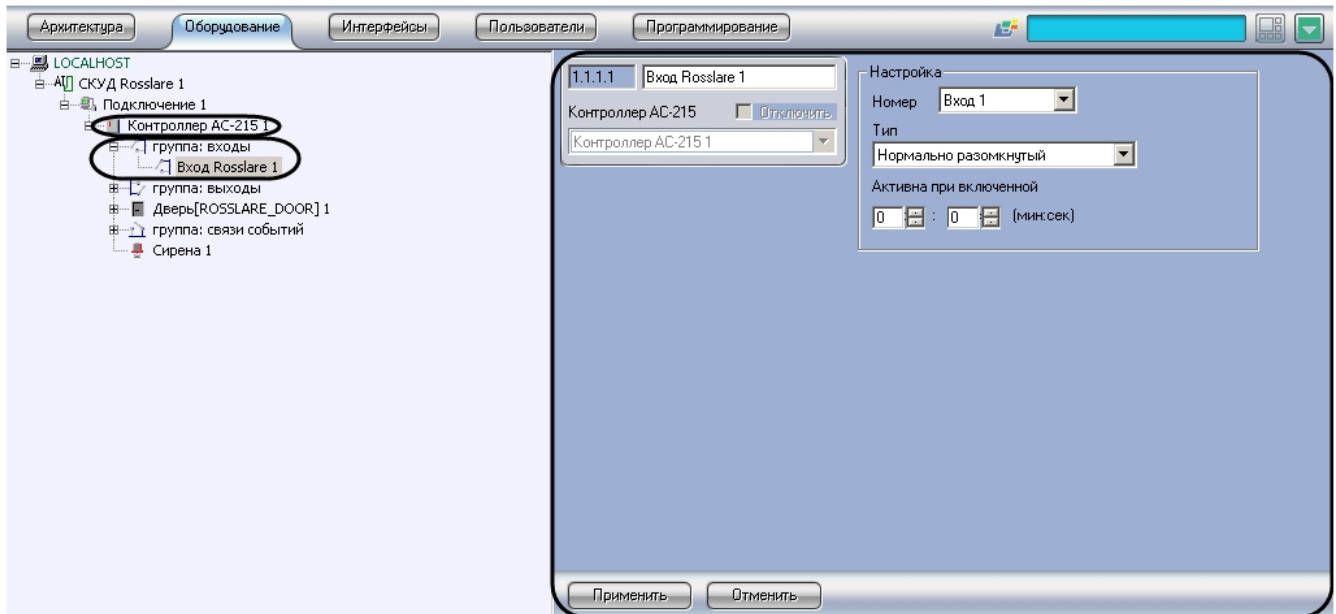 Архитектура Оборудование Интерфейсы Пользователи Программирование
LOCALHOST
СКУД Rosslare 1
Подключение 1
Контроллер АС-215 1
группа: входы
Вход Rosslare 1
группа: выходы
Дверь[ROSSLARE_DOOR] 1
группа: связи событий
Сирена 1
1.1.1.1 Вход Rosslare 1
Контроллер АС-215 Отключить
Контроллер АС-215 1
Настройка
Номер Вход 1
Тип
Нормально разомкнутый
Активна при включенной
0 : 0 (мин:сек)
Применить Отменить